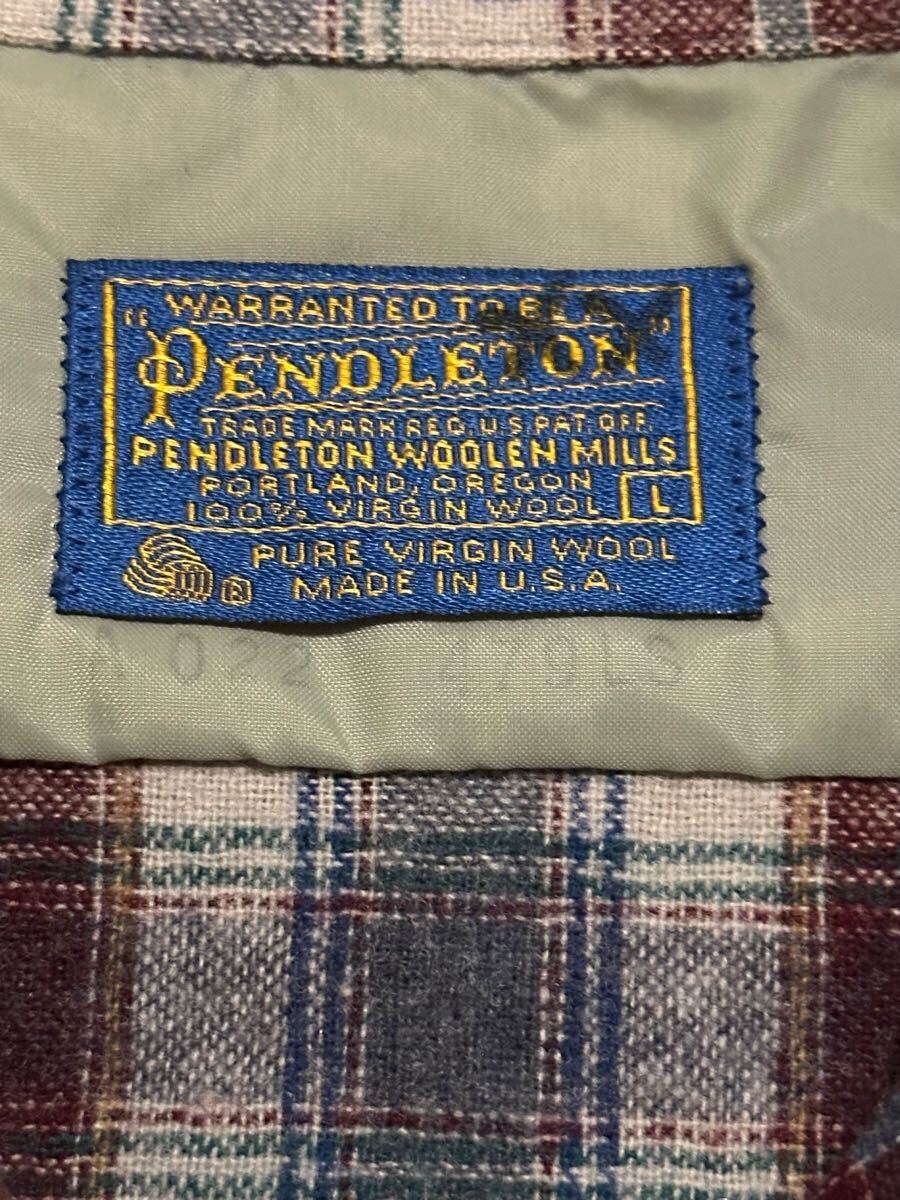 WARRANTED TO BE A
"PENDLETON"
TRADE MARK REG. U.S. PAT. OFF.
PENDLETON WOOLEN MILLS
PORTLAND, OREGON
100% VIRGIN WOOL L
PURE VIRGIN WOOL
® MADE IN U.S.A.
022